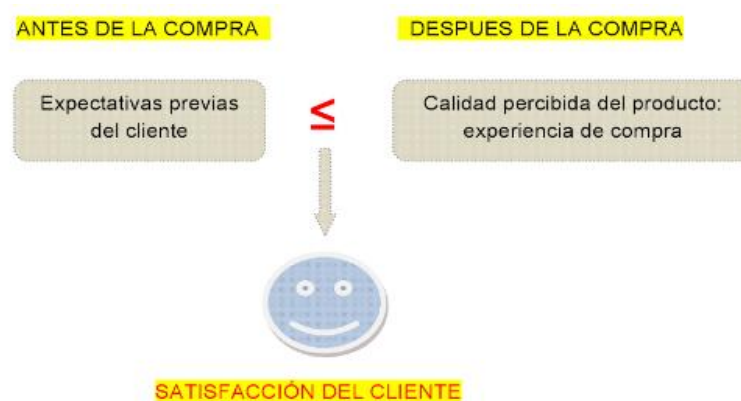 ANTES DE LA COMPRA
DESPUES DE LA COMPRA
Expectativas previas
del cliente
≤
Calidad percibida del producto:
experiencia de compra
SATISFACCIÓN DEL CLIENTE